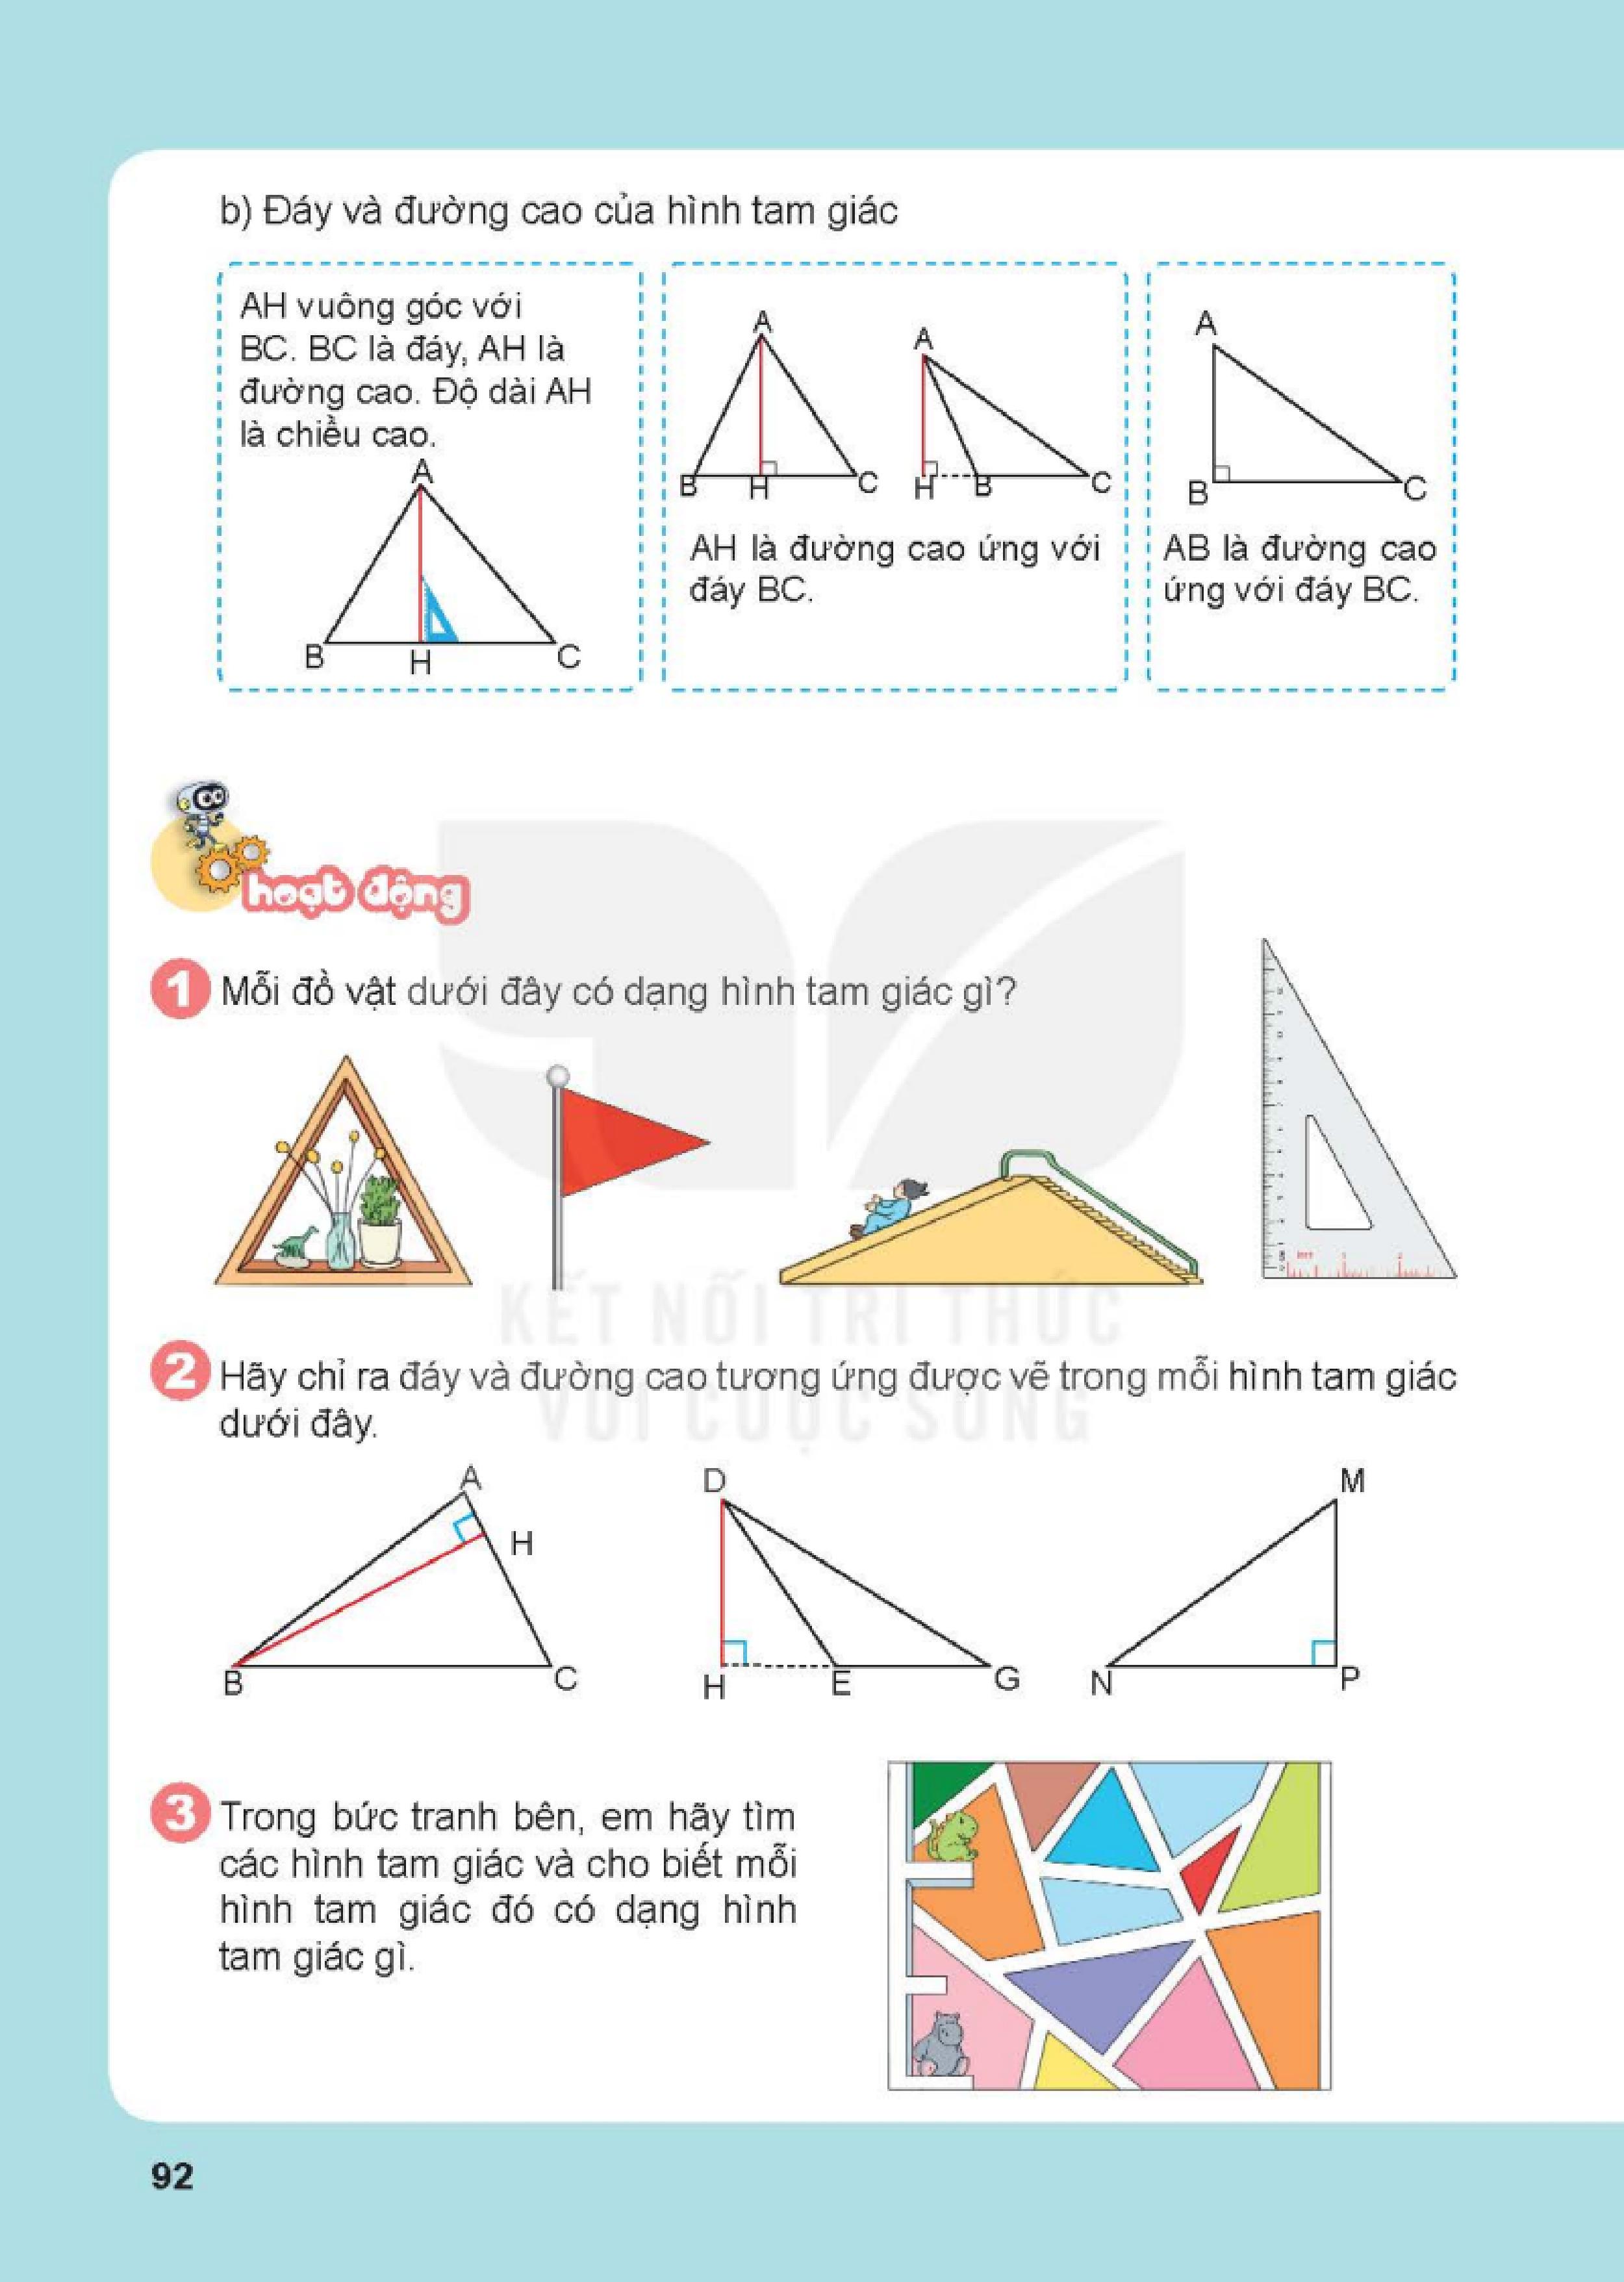 b) Đáy và đường cao của hình tam giác
AH vuông góc với
BC. BC là đáy, AH là
đường cao. Độ dài AH
là chiều cao.
A
B
H
C
A
B
H
C
A
H
B
C
AH là đường cao ứng với
đáy BC.
A
B
C
AB là đường cao
ứng với đáy BC.
hoạt động
1 Mỗi đồ vật dưới đây có dạng hình tam giác gì?
KẾT NỐI TRI THỨC
VỚI CUỘC SỐNG
2 Hãy chỉ ra đáy và đường cao tương ứng được vẽ trong mỗi hình tam giác
dưới đây.
A
H
B
C
D
H
E
G
M
N
P
3 Trong bức tranh bên, em hãy tìm
các hình tam giác và cho biết mỗi
hình tam giác đó có dạng hình
tam giác gì.
92